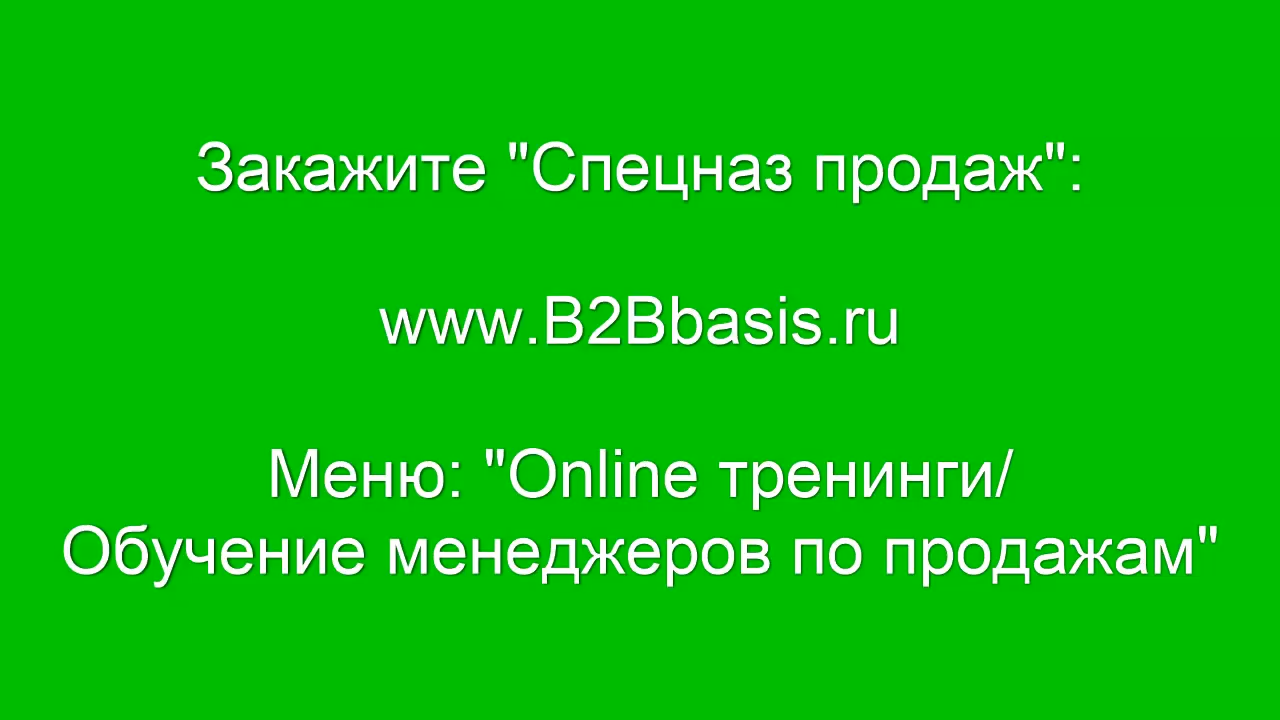 Закажите "Спецназ продаж":
www.B2Bbasis.ru
Меню: "Online тренинги/
Обучение менеджеров по продажам"